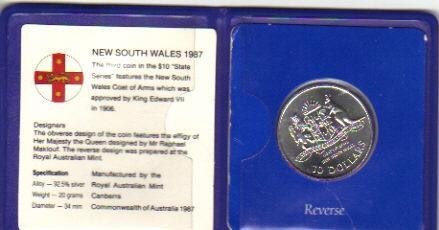 NEW SOUTH WALES 1987
The third coin in the $10 "State
Series" features the New South
Wales Coat of Arms which was
approved by King Edward VII
in 1906.
Designers
The obverse design of the coin features the effigy of
Her Majesty the Queen designed by Mr Raphael
Maklouf. The reverse design was prepared at the
Royal Australian Mint.
Specification Manufactured by the
Alloy — 92.5% silver Royal Australian Mint
Weight — 20 grams Canberra
Diameter — 34 mm Commonwealth of Australia 1987
NEW SOUTH WALES
10 DOLLARS
Reverse